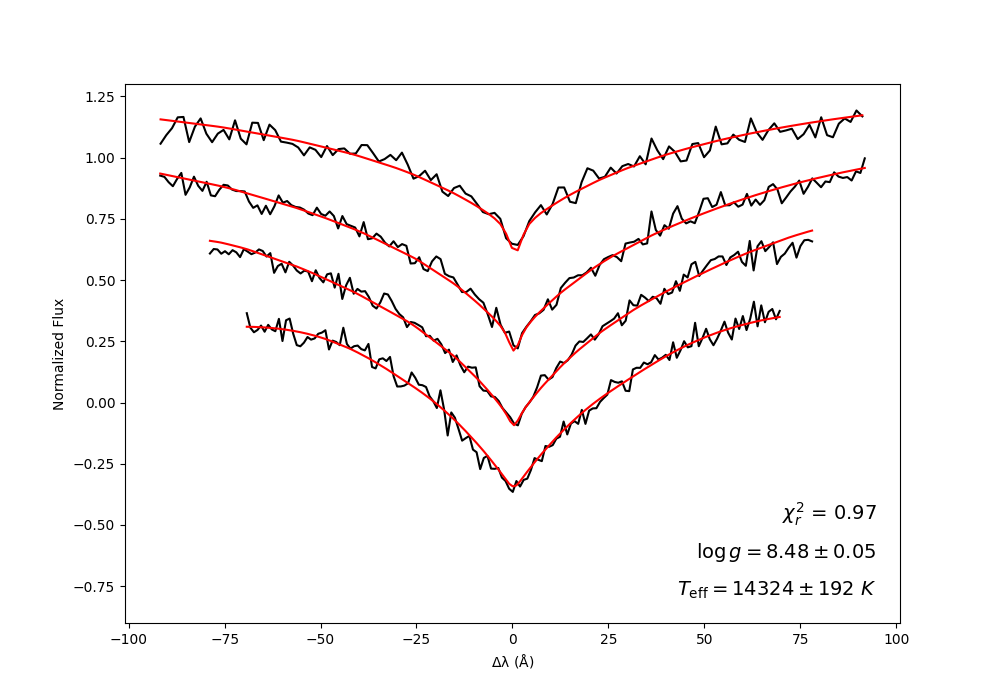 1.25
1.00
0.75
0.50
0.25
0.00
−0.25
−0.50
−0.75
Normalized Flux
χ²ᵣ = 0.97
log g = 8.48 ± 0.05
T_eff = 14324 ± 192 K
−100 −75 −50 −25 0 25 50 75 100
Δλ (Å)